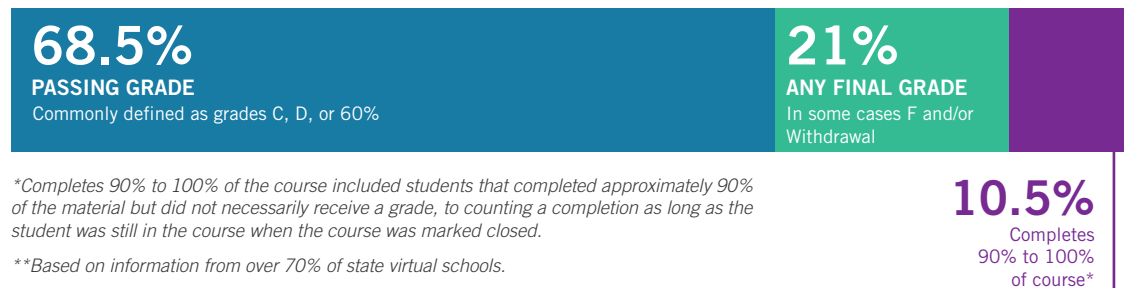 68.5%
PASSING GRADE
Commonly defined as grades C, D, or 60%
21%
ANY FINAL GRADE
In some cases F and/or
Withdrawal
*Completes 90% to 100% of the course included students that completed approximately 90%
of the material but did not necessarily receive a grade, to counting a completion as long as the
student was still in the course when the course was marked closed.
**Based on information from over 70% of state virtual schools.
10.5%
Completes
90% to 100%
of course*